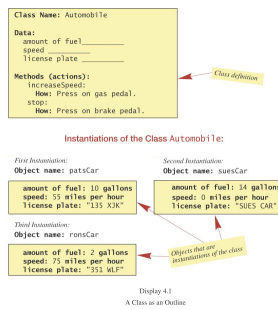 Class Name: Automobile
Data:
amount of fuel________
speed ________
license plate ________
Methods (actions):
increaseSpeed:
How: Press on gas pedal.
stop:
How: Press on brake pedal.
Class definition
Instantiations of the Class Automobile:
First Instantiation:
Object name: patsCar
amount of fuel: 10 gallons
speed: 55 miles per hour
license plate: "135 XJK"
Second Instantiation:
Object name: suesCar
amount of fuel: 14 gallons
speed: 0 miles per hour
license plate: "SUES CAR"
Third Instantiation:
Object name: ronsCar
amount of fuel: 2 gallons
speed: 75 miles per hour
license plate: "351 WLF"
Objects that are
instantiations of the class
Display 4.1
A Class as an Outline